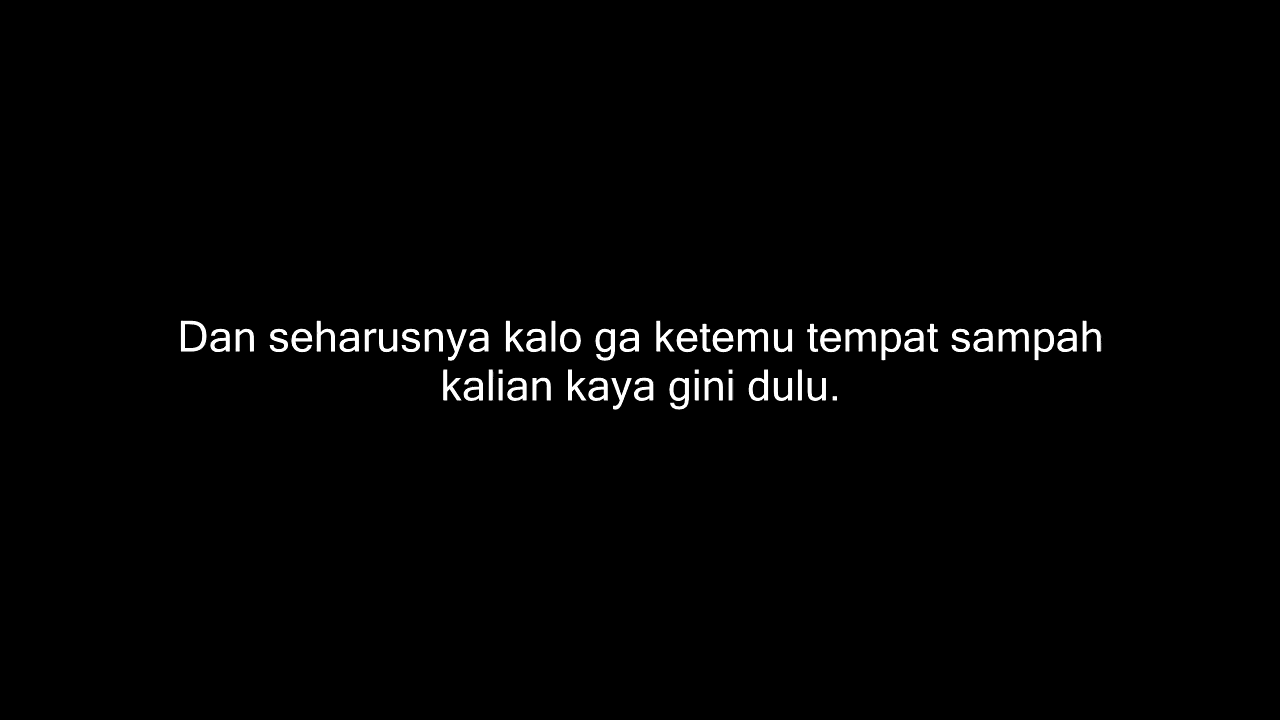 Dan seharusnya kalo ga ketemu tempat sampah
kalian kaya gini dulu.